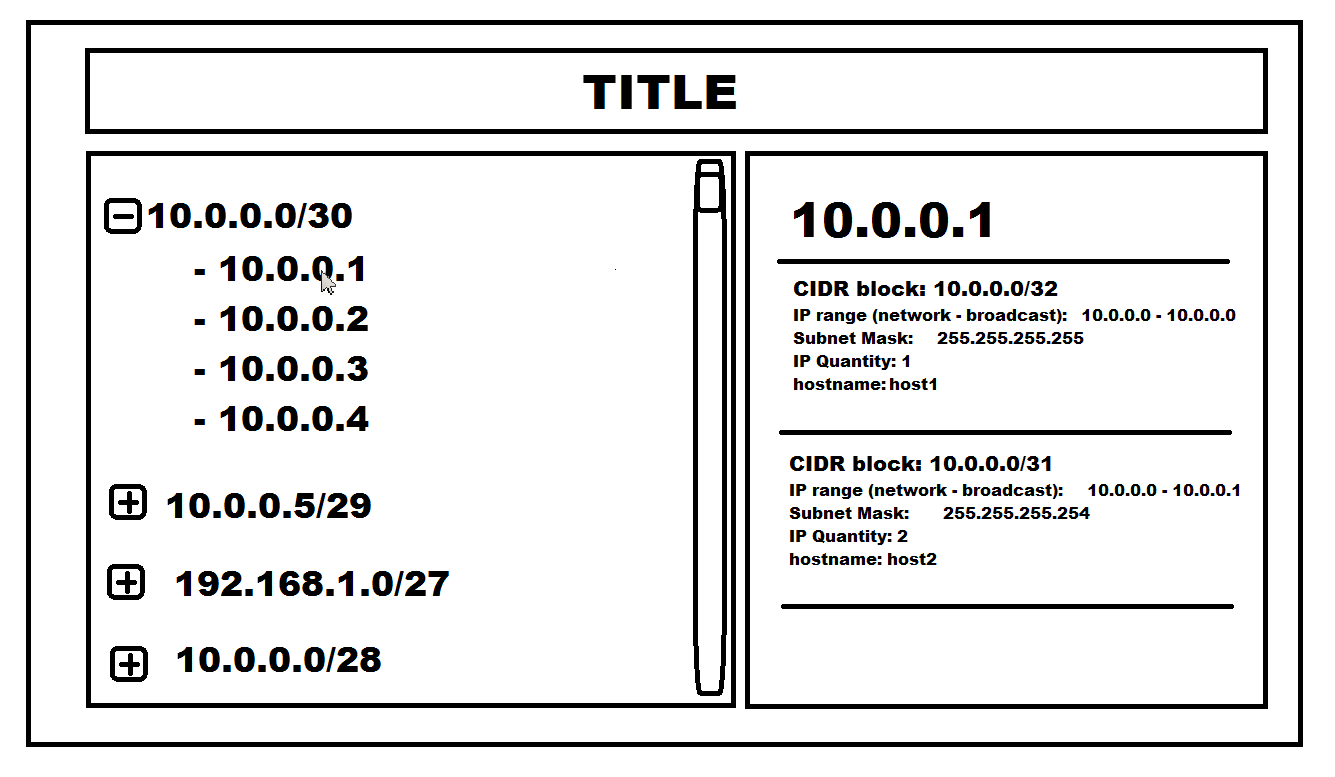 TITLE
10.0.0.0/30
- 10.0.0.1
- 10.0.0.2
- 10.0.0.3
- 10.0.0.4
10.0.0.5/29
192.168.1.0/27
10.0.0.0/28
10.0.0.1
CIDR block: 10.0.0.0/32
IP range (network - broadcast): 10.0.0.0 - 10.0.0.0
Subnet Mask: 255.255.255.255
IP Quantity: 1
hostname: host1
CIDR block: 10.0.0.0/31
IP range (network - broadcast): 10.0.0.0 - 10.0.0.1
Subnet Mask: 255.255.255.254
IP Quantity: 2
hostname: host2